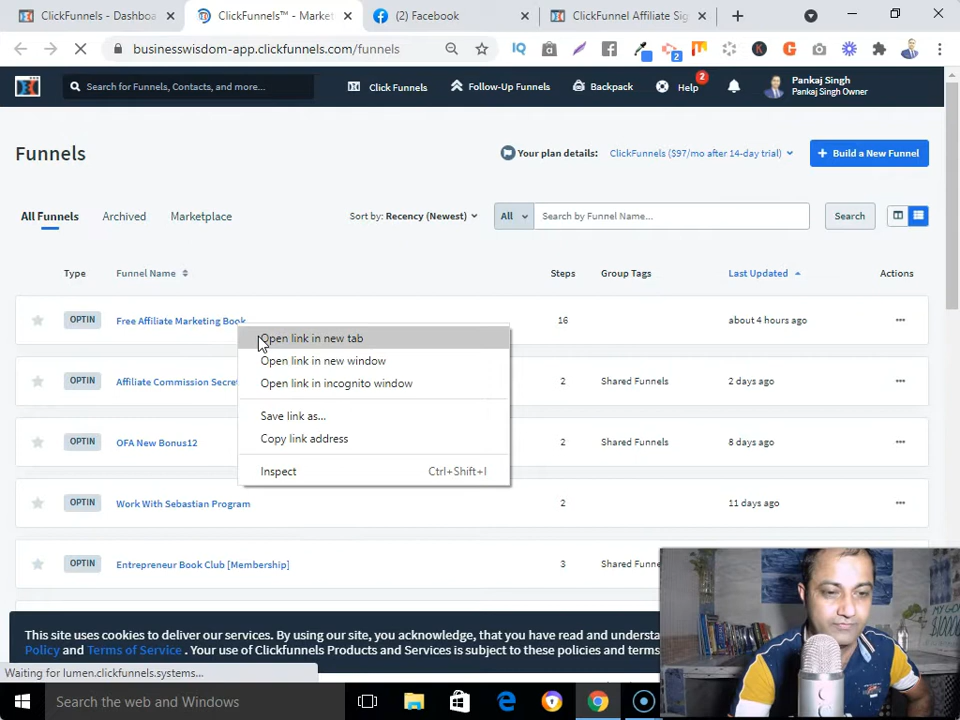 ClickFunnels - Dashboa
ClickFunnels™ - Market
(2) Facebook
ClickFunnel Affiliate Sig
businesswisdom-app.clickfunnels.com/funnels
Search for Funnels, Contacts, and more...
Click Funnels
Follow-Up Funnels
Backpack
Help
2
Pankaj Singh
Pankaj Singh Owner
Funnels
Your plan details:
ClickFunnels ($97/mo after 14-day trial)
+ Build a New Funnel
All Funnels
Archived
Marketplace
Sort by: Recency (Newest)
All
Search by Funnel Name...
Search
Type
Funnel Name
Steps
Group Tags
Last Updated
Actions
OPTIN
Free Affiliate Marketing Book
16
about 4 hours ago
Open link in new tab
Open link in new window
Open link in incognito window
Save link as...
Copy link address
Inspect
Ctrl+Shift+I
OPTIN
Affiliate Commission Secret
2
Shared Funnels
2 days ago
OPTIN
OFA New Bonus12
2
Shared Funnels
8 days ago
OPTIN
Work With Sebastian Program
2
11 days ago
OPTIN
Entrepreneur Book Club [Membership]
3
Shared Funne
This site uses cookies to deliver our services. By using our site, you acknowledge, that you have read and understa
Policy and Terms of Service . Your use of Clickfunnels Products and Services is subject to these policies and terms
Waiting for lumen.clickfunnels.systems...
Search the web and Windows